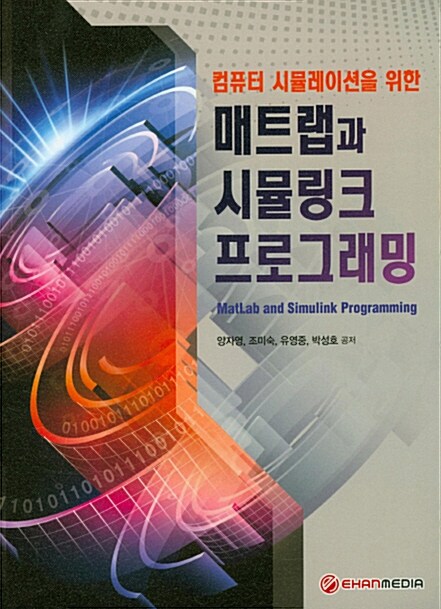 컴퓨터 시뮬레이션을 위한
매트랩과
시뮬링크
프로그래밍
MatLab and Simulink Programming
양자영, 조미숙, 유영중, 박성호 공저
EHANMEDIA